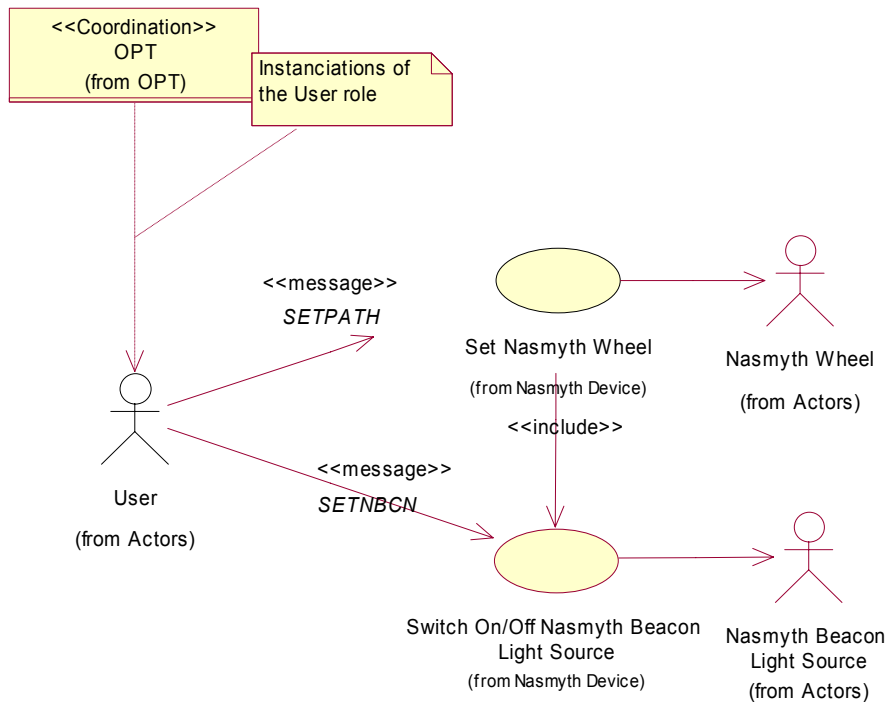 <<Coordination>>
OPT
(from OPT)
Instanciations of
the User role
<<message>>
SETPATH
Set Nasmyth Wheel
(from Nasmyth Device)
Nasmyth Wheel
(from Actors)
<<include>>
User
(from Actors)
<<message>>
SETNBCN
Switch On/Off Nasmyth Beacon
Light Source
(from Nasmyth Device)
Nasmyth Beacon
Light Source
(from Actors)